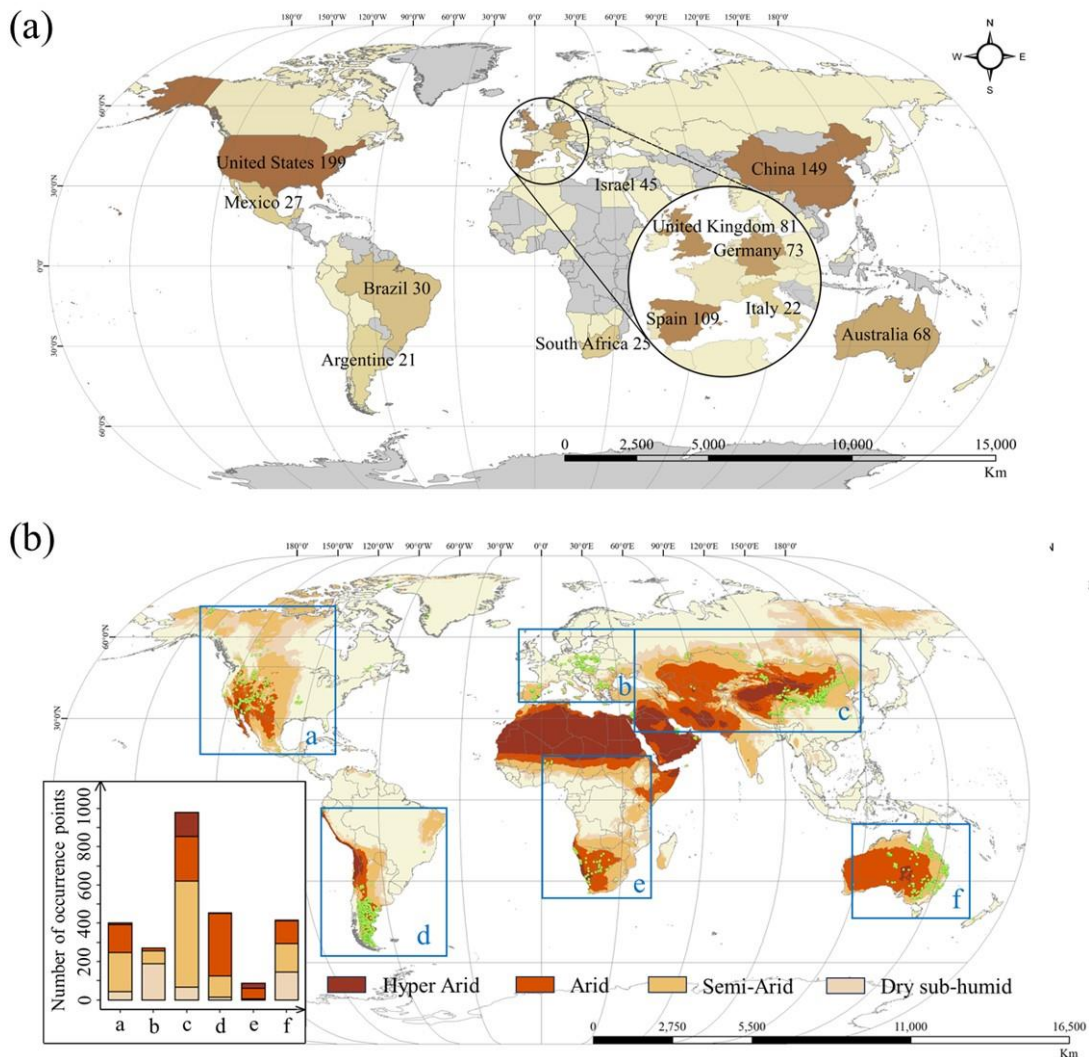 (a)
180°0'
150°0'W
120°0'W
90°0'W
60°0'W
30°0'W
0°0'
30°0'E
60°0'E
90°0'E
120°0'E
150°0'E
180°0'
N
W
E
S
60°0'N
30°0'N
0°0'
30°0'S
60°0'S
United States 199
China 149
Mexico 27
Israel 45
United Kingdom 81
Germany 73
Brazil 30
Italy 22
Spain 109
Australia 68
South Africa 25
Argentine 21
0 2,500 5,000 10,000 15,000
Km
(b)
180°0'
150°0'W
120°0'W
90°0'W
60°0'W
30°0'W
0°0'
30°0'E
60°0'E
90°0'E
120°0'E
150°0'E
180°0'
60°0'N
30°0'N
a
b
c
d
e
f
Number of occurrence points
0 200 400 600 800 1000
a b c d e f
Hyper Arid
Arid
Semi-Arid
Dry sub-humid
0 2,750 5,500 11,000 16,500
Km